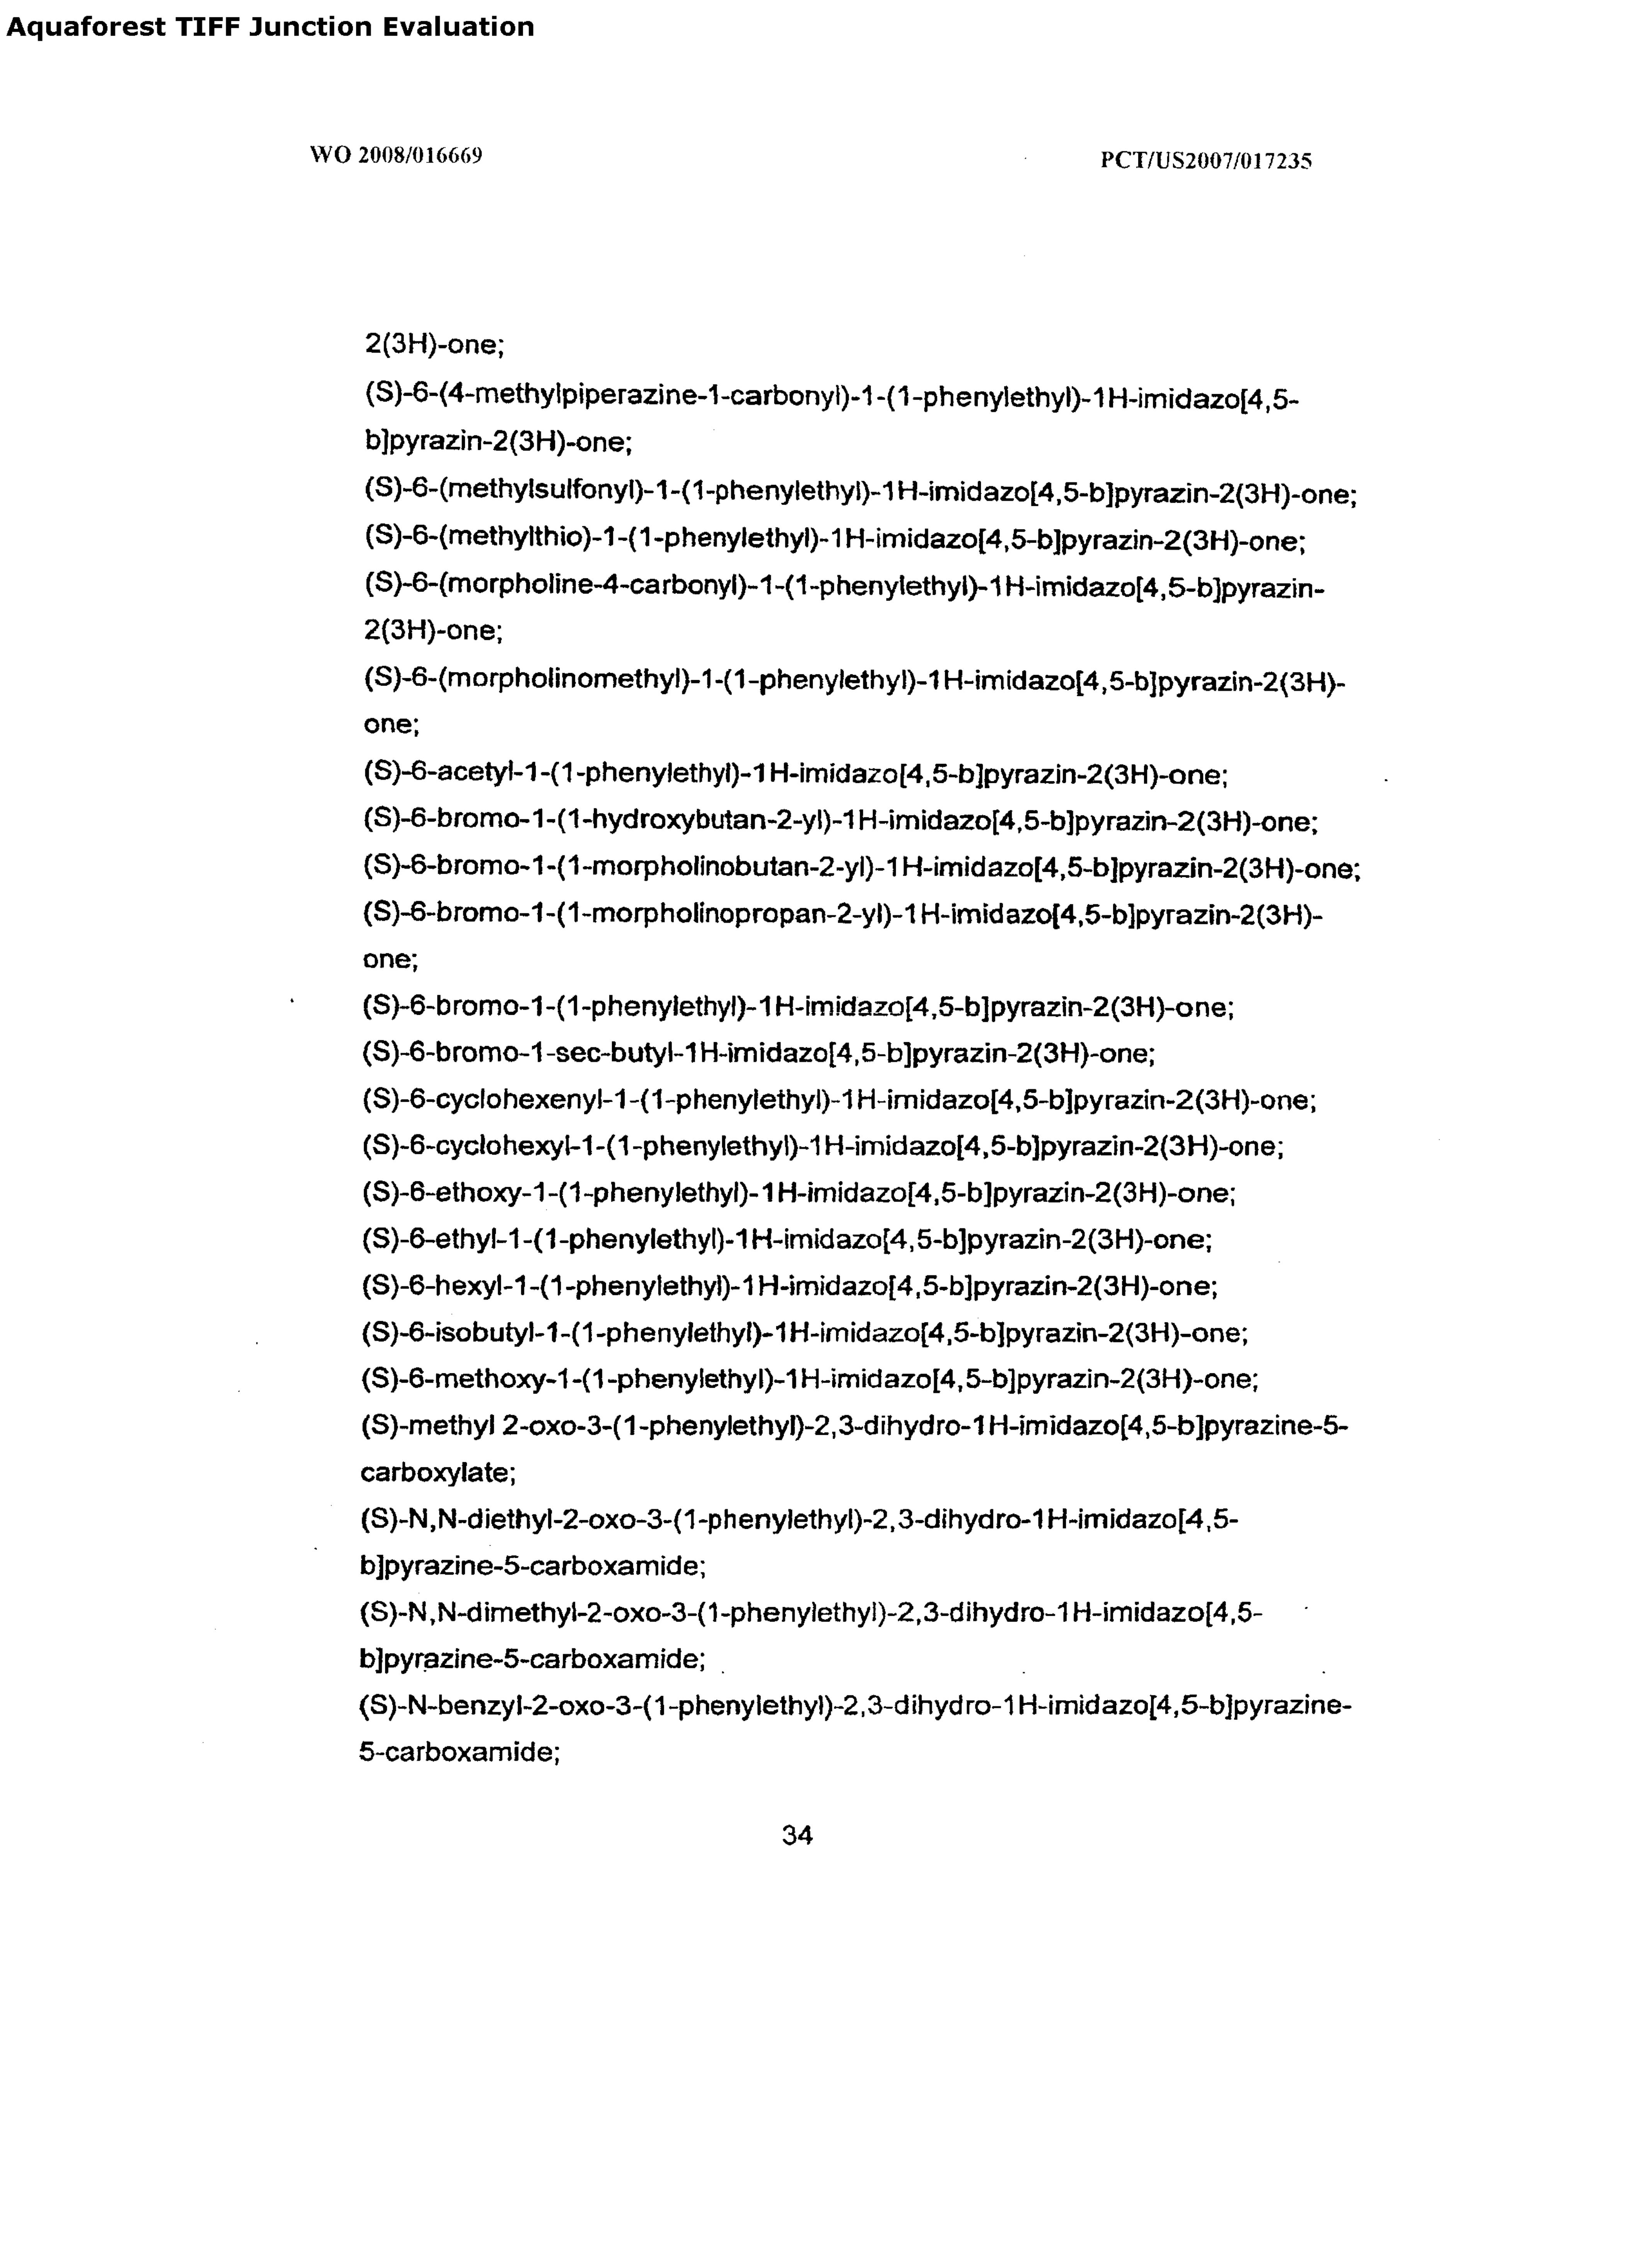 Aquaforest TIFF Junction Evaluation
WO 2008/016669 PCT/US2007/017235
2(3H)-one;
(S)-6-(4-methylpiperazine-1-carbonyl)-1-(1-phenylethyl)-1H-imidazo[4,5-
b]pyrazin-2(3H)-one;
(S)-6-(methylsulfonyl)-1-(1-phenylethyl)-1H-imidazo[4,5-b]pyrazin-2(3H)-one;
(S)-6-(methylthio)-1-(1-phenylethyl)-1H-imidazo[4,5-b]pyrazin-2(3H)-one;
(S)-6-(morpholine-4-carbonyl)-1-(1-phenylethyl)-1H-imidazo[4,5-b]pyrazin-
2(3H)-one;
(S)-6-(morpholinomethyl)-1-(1-phenylethyl)-1H-imidazo[4,5-b]pyrazin-2(3H)-
one;
(S)-6-acetyl-1-(1-phenylethyl)-1H-imidazo[4,5-b]pyrazin-2(3H)-one;
(S)-6-bromo-1-(1-hydroxybutan-2-yl)-1H-imidazo[4,5-b]pyrazin-2(3H)-one;
(S)-6-bromo-1-(1-morpholinobutan-2-yl)-1H-imidazo[4,5-b]pyrazin-2(3H)-one;
(S)-6-bromo-1-(1-morpholinopropan-2-yl)-1H-imidazo[4,5-b]pyrazin-2(3H)-
one;
(S)-6-bromo-1-(1-phenylethyl)-1H-imidazo[4,5-b]pyrazin-2(3H)-one;
(S)-6-bromo-1-sec-butyl-1H-imidazo[4,5-b]pyrazin-2(3H)-one;
(S)-6-cyclohexenyl-1-(1-phenylethyl)-1H-imidazo[4,5-b]pyrazin-2(3H)-one;
(S)-6-cyclohexyl-1-(1-phenylethyl)-1H-imidazo[4,5-b]pyrazin-2(3H)-one;
(S)-6-ethoxy-1-(1-phenylethyl)-1H-imidazo[4,5-b]pyrazin-2(3H)-one;
(S)-6-ethyl-1-(1-phenylethyl)-1H-imidazo[4,5-b]pyrazin-2(3H)-one;
(S)-6-hexyl-1-(1-phenylethyl)-1H-imidazo[4,5-b]pyrazin-2(3H)-one;
(S)-6-isobutyl-1-(1-phenylethyl)-1H-imidazo[4,5-b]pyrazin-2(3H)-one;
(S)-6-methoxy-1-(1-phenylethyl)-1H-imidazo[4,5-b]pyrazin-2(3H)-one;
(S)-methyl 2-oxo-3-(1-phenylethyl)-2,3-dihydro-1H-imidazo[4,5-b]pyrazine-5-
carboxylate;
(S)-N,N-diethyl-2-oxo-3-(1-phenylethyl)-2,3-dihydro-1H-imidazo[4,5-
b]pyrazine-5-carboxamide;
(S)-N,N-dimethyl-2-oxo-3-(1-phenylethyl)-2,3-dihydro-1H-imidazo[4,5-
b]pyrazine-5-carboxamide;
(S)-N-benzyl-2-oxo-3-(1-phenylethyl)-2,3-dihydro-1H-imidazo[4,5-b]pyrazine-
5-carboxamide;
34